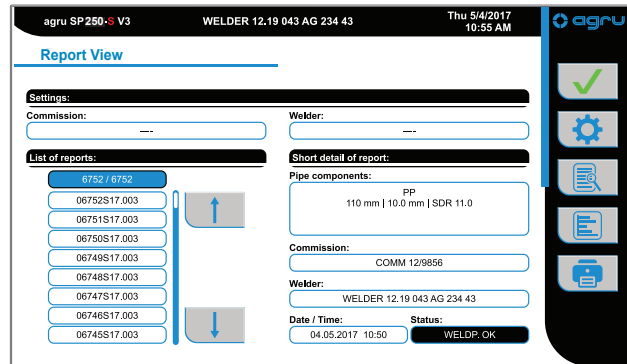 agru SP250-S V3
WELDER 12.19 043 AG 234 43
Thu 5/4/2017
10:55 AM
agru
Report View
Settings:
Commission:
Welder:
—-
—-
List of reports:
Short detail of report:
6752 / 6752
06752S17.003
06751S17.003
06750S17.003
06749S17.003
06748S17.003
06747S17.003
06746S17.003
06745S17.003
Pipe components:
PP
110 mm | 10.0 mm | SDR 11.0
Commission:
COMM 12/9856
Welder:
WELDER 12.19 043 AG 234 43
Date / Time:
Status:
04.05.2017 10:50
WELDP. OK